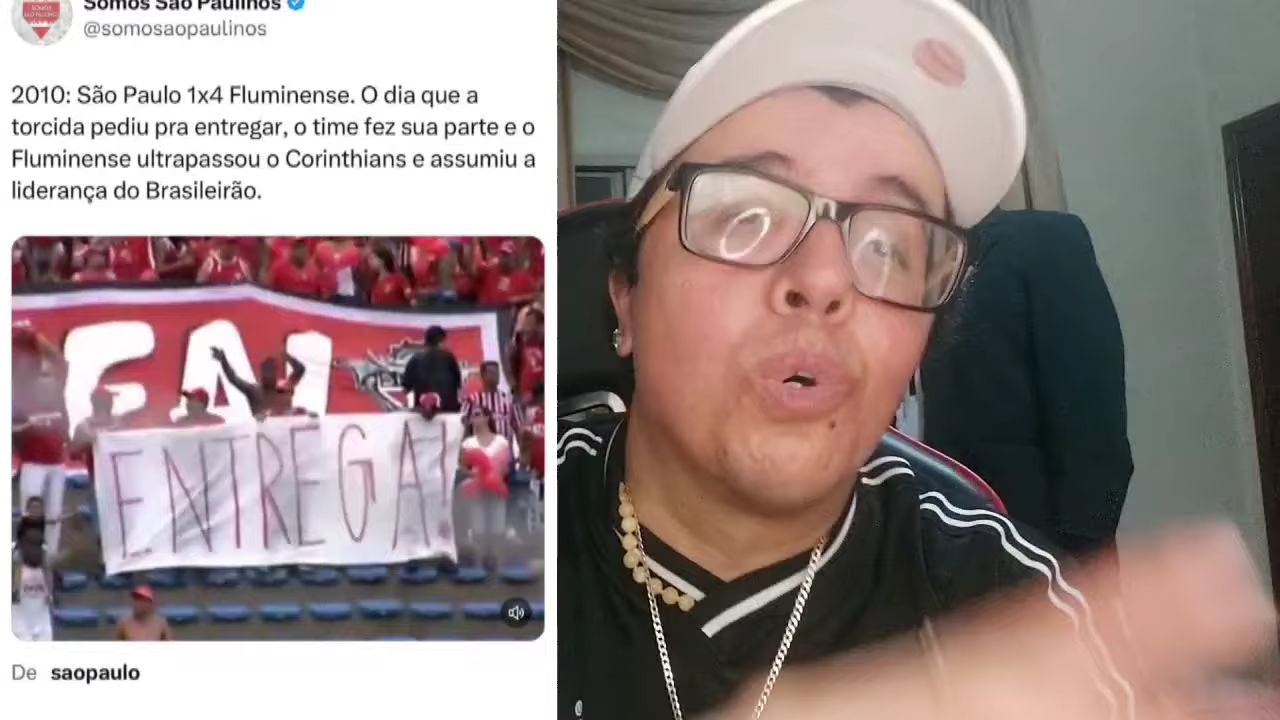 Somos São Paulinos
@somosaopaulinos
2010: São Paulo 1x4 Fluminense. O dia que a
torcida pediu pra entregar, o time fez sua parte e o
Fluminense ultrapassou o Corinthians e assumiu a
liderança do Brasileirão.
ENTREGA!
De saopaulo